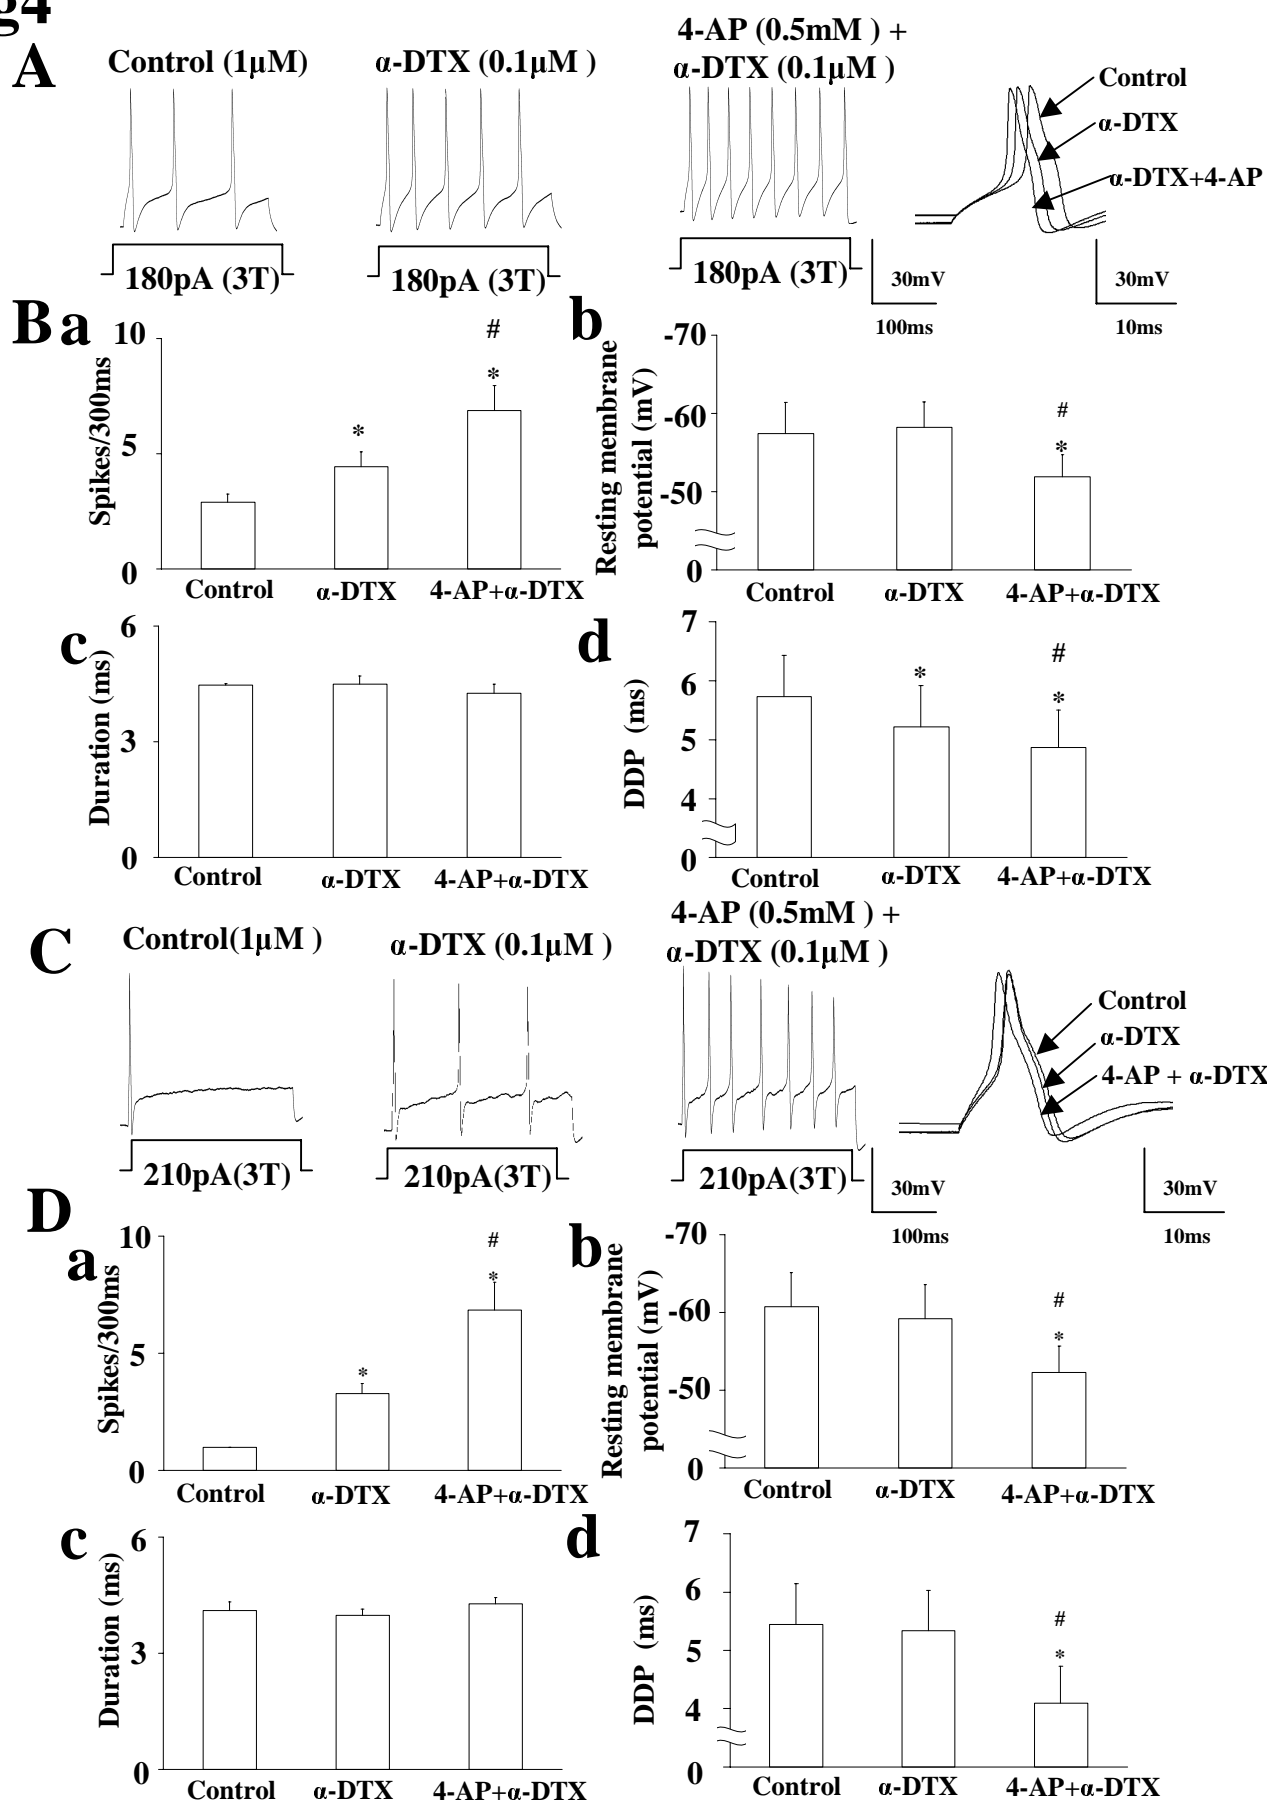 g4
A
Control (1μM)
α-DTX (0.1μM )
4-AP (0.5mM ) +
α-DTX (0.1μM )
Control
α-DTX
α-DTX+4-AP
180pA (3T)
180pA (3T)
180pA (3T)
30mV
100ms
30mV
10ms
B
a
10
5
0
Spikes/300ms
*
#
*
Control
α-DTX
4-AP+α-DTX
b
-70
-60
-50
0
Resting membrane
potential (mV)
#
*
Control
α-DTX
4-AP+α-DTX
c
6
3
0
Duration (ms)
Control
α-DTX
4-AP+α-DTX
d
7
6
5
4
0
DDP (ms)
*
#
*
Control
α-DTX
4-AP+α-DTX
C
Control(1μM )
α-DTX (0.1μM )
4-AP (0.5mM ) +
α-DTX (0.1μM )
Control
α-DTX
4-AP + α-DTX
210pA(3T)
210pA(3T)
210pA(3T)
30mV
100ms
30mV
10ms
D
a
10
5
0
Spikes/300ms
*
#
*
Control
α-DTX
4-AP+α-DTX
b
-70
-60
-50
0
Resting membrane
potential (mV)
#
*
Control
α-DTX
4-AP+α-DTX
c
6
3
0
Duration (ms)
Control
α-DTX
4-AP+α-DTX
d
7
6
5
4
0
DDP (ms)
#
*
Control
α-DTX
4-AP+α-DTX